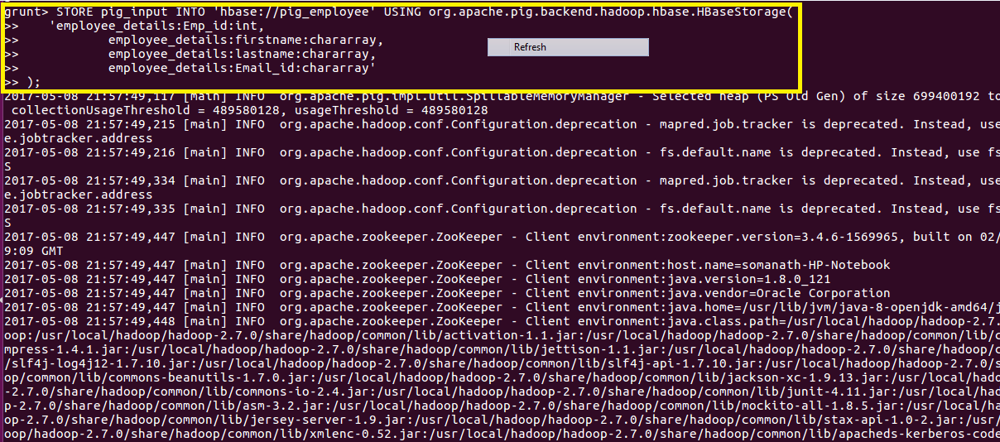 grunt> STORE pig_input INTO 'hbase://pig_employee' USING org.apache.pig.backend.hadoop.hbase.HBaseStorage(
>>    'employee_details:Emp_id:int,
>>            employee_details:firstname:chararray,
>>            employee_details:lastname:chararray,
>>            employee_details:Email_id:chararray'
>> );
Refresh
2017-05-08 21:57:49,117 [main] INFO  org.apache.pig.impl.util.SpillableMemoryManager - Selected heap (PS Old Gen) of size 699400192 to
 collectionUsageThreshold = 489580128, usageThreshold = 489580128
2017-05-08 21:57:49,215 [main] INFO  org.apache.hadoop.conf.Configuration.deprecation - mapred.job.tracker is deprecated. Instead, use
e.jobtracker.address
2017-05-08 21:57:49,216 [main] INFO  org.apache.hadoop.conf.Configuration.deprecation - fs.default.name is deprecated. Instead, use fs
S
2017-05-08 21:57:49,334 [main] INFO  org.apache.hadoop.conf.Configuration.deprecation - mapred.job.tracker is deprecated. Instead, use
e.jobtracker.address
2017-05-08 21:57:49,335 [main] INFO  org.apache.hadoop.conf.Configuration.deprecation - fs.default.name is deprecated. Instead, use fs
S
2017-05-08 21:57:49,447 [main] INFO  org.apache.zookeeper.ZooKeeper - Client environment:zookeeper.version=3.4.6-1569965, built on 02/
9:09 GMT
2017-05-08 21:57:49,447 [main] INFO  org.apache.zookeeper.ZooKeeper - Client environment:host.name=somanath-HP-Notebook
2017-05-08 21:57:49,447 [main] INFO  org.apache.zookeeper.ZooKeeper - Client environment:java.version=1.8.0_121
2017-05-08 21:57:49,447 [main] INFO  org.apache.zookeeper.ZooKeeper - Client environment:java.vendor=Oracle Corporation
2017-05-08 21:57:49,447 [main] INFO  org.apache.zookeeper.ZooKeeper - Client environment:java.home=/usr/lib/jvm/java-8-openjdk-amd64/j
2017-05-08 21:57:49,448 [main] INFO  org.apache.zookeeper.ZooKeeper - Client environment:java.class.path=/usr/local/hadoop/hadoop-2.7.
oop:/usr/local/hadoop/hadoop-2.7.0/share/hadoop/common/lib/activation-1.1.jar:/usr/local/hadoop/hadoop-2.7.0/share/hadoop/common/lib/c
mpress-1.4.1.jar:/usr/local/hadoop/hadoop-2.7.0/share/hadoop/common/lib/jettison-1.1.jar:/usr/local/hadoop/hadoop-2.7.0/share/hadoop/c
/slf4j-log4j12-1.7.10.jar:/usr/local/hadoop/hadoop-2.7.0/share/hadoop/common/lib/slf4j-api-1.7.10.jar:/usr/local/hadoop/hadoop-2.7.0/s
op/common/lib/commons-beanutils-1.7.0.jar:/usr/local/hadoop/hadoop-2.7.0/share/hadoop/common/lib/jackson-xc-1.9.13.jar:/usr/local/hado
-2.7.0/share/hadoop/common/lib/commons-io-2.4.jar:/usr/local/hadoop/hadoop-2.7.0/share/hadoop/common/lib/junit-4.11.jar:/usr/local/had
p-2.7.0/share/hadoop/common/lib/asm-3.2.jar:/usr/local/hadoop/hadoop-2.7.0/share/hadoop/common/lib/mockito-all-1.8.5.jar:/usr/local/ha
op-2.7.0/share/hadoop/common/lib/jersey-server-1.9.jar:/usr/local/hadoop/hadoop-2.7.0/share/hadoop/common/lib/stax-api-1.0-2.jar:/usr/
oop/hadoop-2.7.0/share/hadoop/common/lib/xmlenc-0.52.jar:/usr/local/hadoop/hadoop-2.7.0/share/hadoop/common/lib/apacheds-kerberos-code